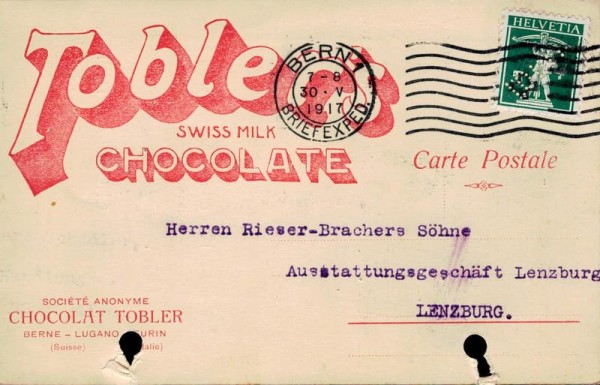 Tobler's
SWISS MILK
CHOCOLATE
BERN 1
7-8
30·V
1917
BRIEFEXPED.
HELVETIA
Carte Postale
Herren Rieser-Brachers Söhne
Ausstattungsgeschäft Lenzburg
LENZBURG.
SOCIÉTÉ ANONYME
CHOCOLAT TOBLER
BERNE – LUGANO
(Suisse)